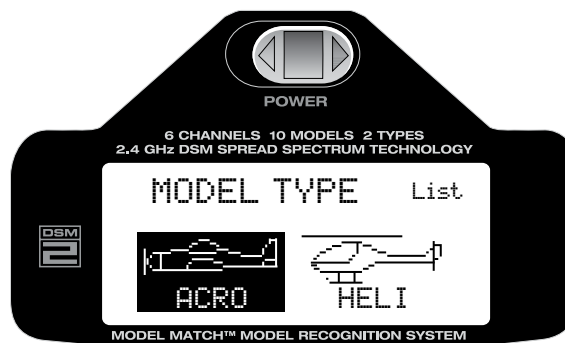 POWER
6 CHANNELS 10 MODELS 2 TYPES
2.4 GHz DSM SPREAD SPECTRUM TECHNOLOGY
MODEL TYPE List
DSM
2
ACRO HELI
MODEL MATCH™ MODEL RECOGNITION SYSTEM